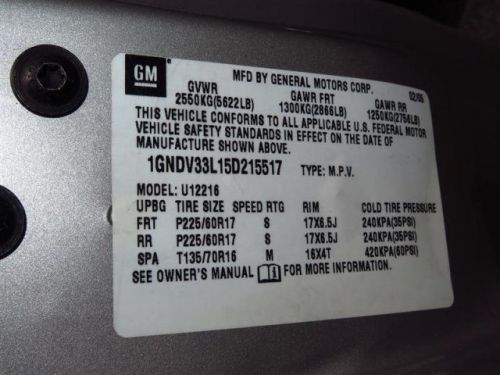 GM
MFD BY GENERAL MOTORS CORP. 02/05
GVWR GAWR FRT GAWR RR
2550KG(5622LB) 1300KG(2866LB) 1250KG(2756LB)
THIS VEHICLE CONFORMS TO ALL APPLICABLE U.S. FEDERAL MOTOR
VEHICLE SAFETY STANDARDS IN EFFECT ON THE DATE OF
MANUFACTURE SHOWN ABOVE.
1GNDV33L15D215517 TYPE: M.P.V.
MODEL: U12216
UPBG TIRE SIZE SPEED RTG RIM COLD TIRE PRESSURE
FRT P225/60R17 S 17X6.5J 240KPA(35PSI)
RR P225/60R17 S 17X6.5J 240KPA(35PSI)
SPA T135/70R16 M 16X4T 420KPA(60PSI)
SEE OWNER'S MANUAL FOR MORE INFORMATION.